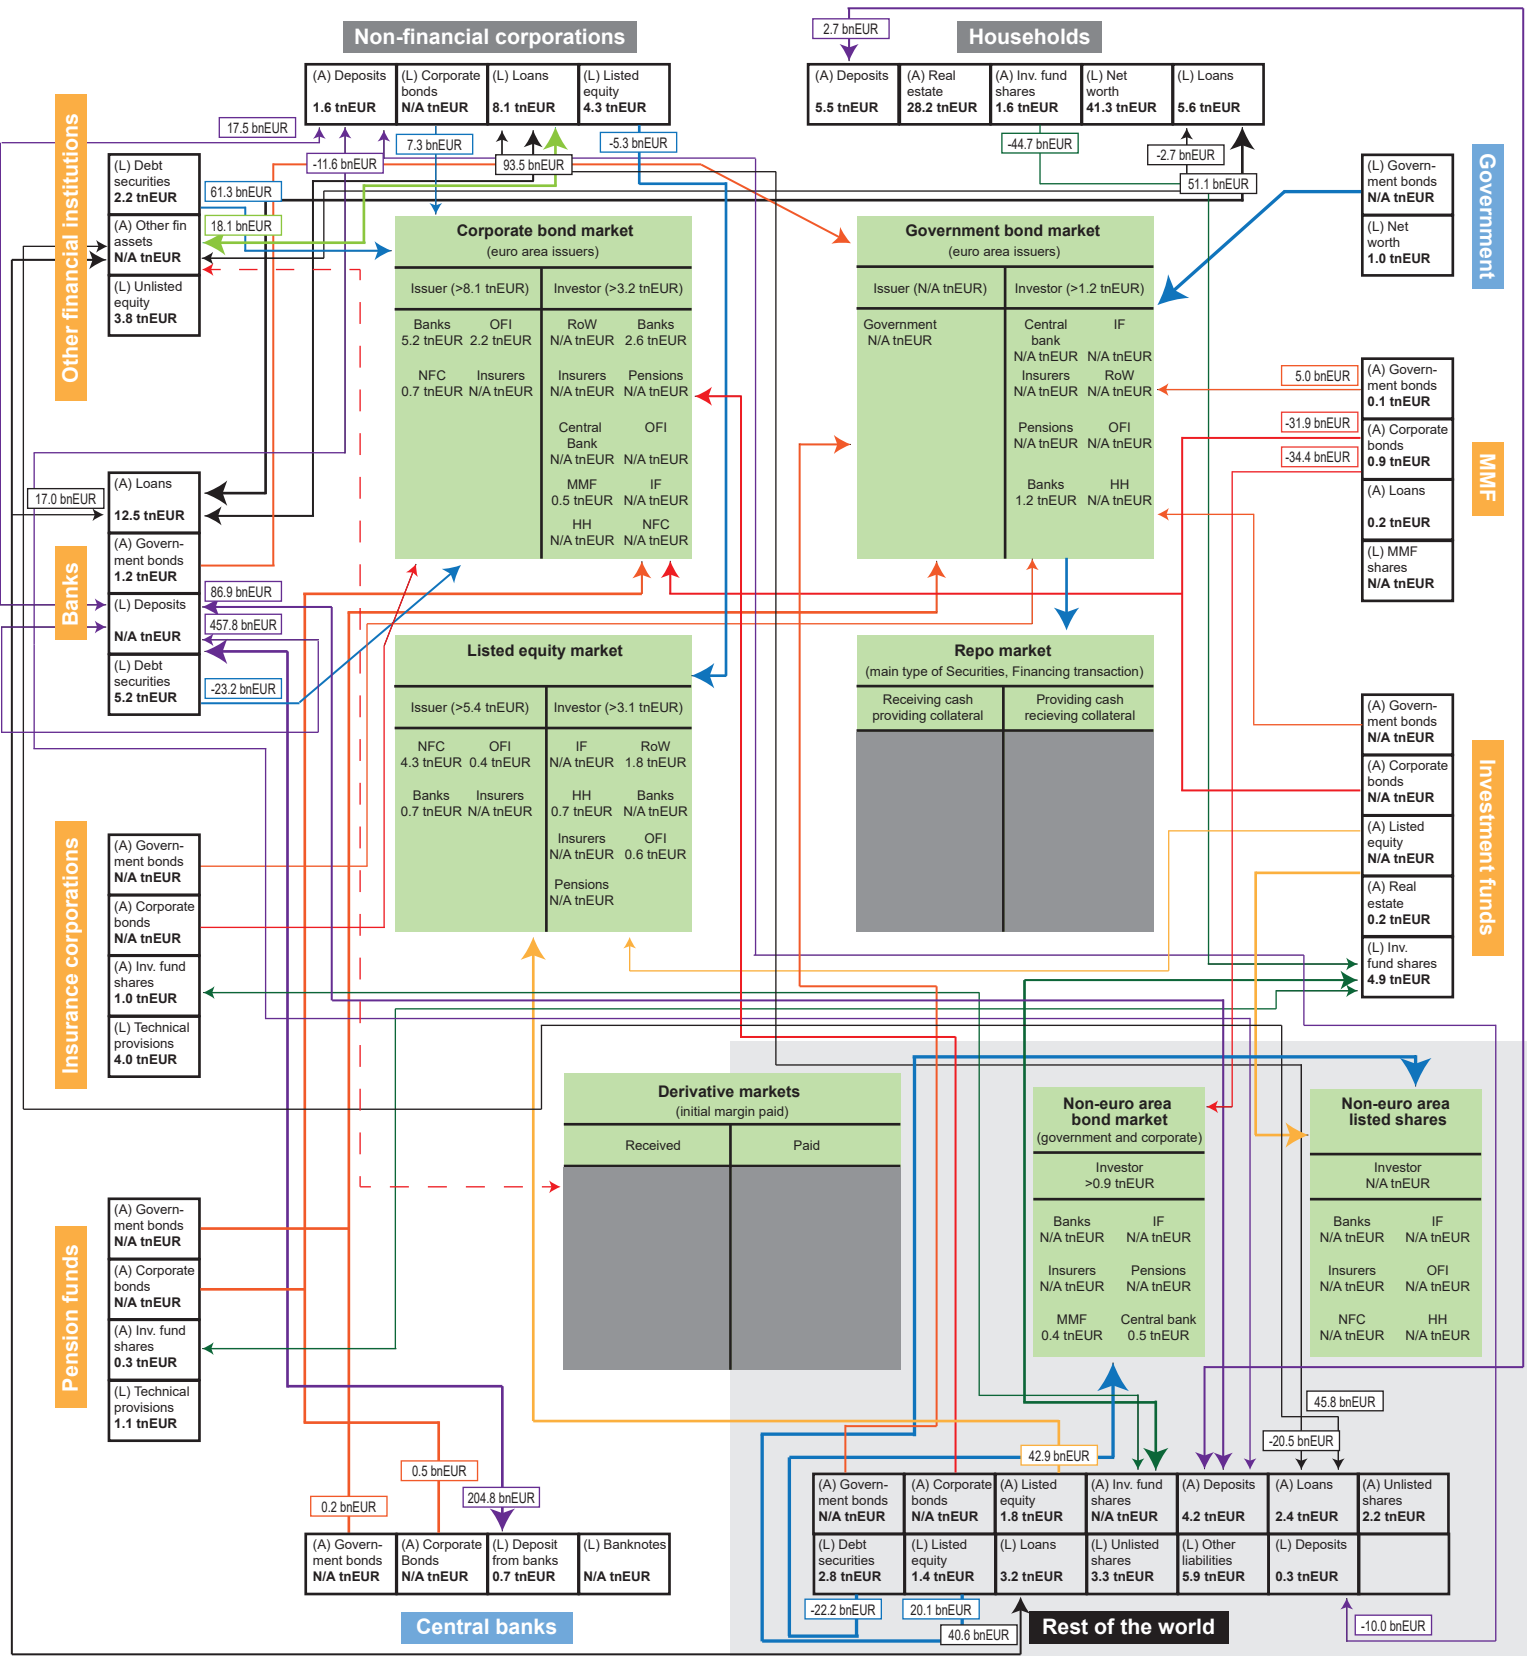 2.7 bnEUR
Non-financial corporations
Households
(A) Deposits
1.6 tnEUR
(L) Corporate
bonds
N/A tnEUR
(L) Loans
8.1 tnEUR
(L) Listed
equity
4.3 tnEUR
(A) Deposits
5.5 tnEUR
(A) Real
estate
28.2 tnEUR
(A) Inv. fund
shares
1.6 tnEUR
(L) Net
worth
41.3 tnEUR
(L) Loans
5.6 tnEUR
17.5 bnEUR
-11.6 bnEUR
7.3 bnEUR
93.5 bnEUR
-5.3 bnEUR
-44.7 bnEUR
-2.7 bnEUR
51.1 bnEUR
Other financial institutions
(L) Debt
securities
2.2 tnEUR
(A) Other fin
assets
N/A tnEUR
(L) Unlisted
equity
3.8 tnEUR
61.3 bnEUR
18.1 bnEUR
Government
(L) Govern-
ment bonds
N/A tnEUR
(L) Net
worth
1.0 tnEUR
Corporate bond market
(euro area issuers)
Issuer (>8.1 tnEUR)
Investor (>3.2 tnEUR)
Banks
5.2 tnEUR
OFI
2.2 tnEUR
RoW
N/A tnEUR
Banks
2.6 tnEUR
NFC
0.7 tnEUR
Insurers
N/A tnEUR
Insurers
N/A tnEUR
Pensions
N/A tnEUR
Central
Bank
N/A tnEUR
OFI
N/A tnEUR
MMF
0.5 tnEUR
IF
N/A tnEUR
HH
N/A tnEUR
NFC
N/A tnEUR
Government bond market
(euro area issuers)
Issuer (N/A tnEUR)
Investor (>1.2 tnEUR)
Government
N/A tnEUR
Central
bank
N/A tnEUR
IF
N/A tnEUR
Insurers
N/A tnEUR
RoW
N/A tnEUR
Pensions
N/A tnEUR
OFI
N/A tnEUR
Banks
1.2 tnEUR
HH
N/A tnEUR
5.0 bnEUR
-31.9 bnEUR
-34.4 bnEUR
MMF
(A) Govern-
ment bonds
0.1 tnEUR
(A) Corporate
bonds
0.9 tnEUR
(A) Loans
0.2 tnEUR
(L) MMF
shares
N/A tnEUR
Banks
17.0 bnEUR
(A) Loans
12.5 tnEUR
(A) Govern-
ment bonds
1.2 tnEUR
(L) Deposits
N/A tnEUR
(L) Debt
securities
5.2 tnEUR
86.9 bnEUR
457.8 bnEUR
-23.2 bnEUR
Listed equity market
Issuer (>5.4 tnEUR)
Investor (>3.1 tnEUR)
NFC
4.3 tnEUR
OFI
0.4 tnEUR
IF
N/A tnEUR
RoW
1.8 tnEUR
Banks
0.7 tnEUR
Insurers
N/A tnEUR
HH
0.7 tnEUR
Banks
N/A tnEUR
Insurers
N/A tnEUR
OFI
0.6 tnEUR
Pensions
N/A tnEUR
Repo market
(main type of Securities, Financing transaction)
Receiving cash
providing collateral
Providing cash
recieving collateral
Investment funds
(A) Govern-
ment bonds
N/A tnEUR
(A) Corporate
bonds
N/A tnEUR
(A) Listed
equity
N/A tnEUR
(A) Real
estate
0.2 tnEUR
(L) Inv.
fund shares
4.9 tnEUR
Insurance corporations
(A) Govern-
ment bonds
N/A tnEUR
(A) Corporate
bonds
N/A tnEUR
(A) Inv. fund
shares
1.0 tnEUR
(L) Technical
provisions
4.0 tnEUR
Derivative markets
(initial margin paid)
Received
Paid
Non-euro area
bond market
(government and corporate)
Investor
>0.9 tnEUR
Banks
N/A tnEUR
IF
N/A tnEUR
Insurers
N/A tnEUR
Pensions
N/A tnEUR
MMF
0.4 tnEUR
Central bank
0.5 tnEUR
Non-euro area
listed shares
Investor
N/A tnEUR
Banks
N/A tnEUR
IF
N/A tnEUR
Insurers
N/A tnEUR
OFI
N/A tnEUR
NFC
N/A tnEUR
HH
N/A tnEUR
Pension funds
(A) Govern-
ment bonds
N/A tnEUR
(A) Corporate
bonds
N/A tnEUR
(A) Inv. fund
shares
0.3 tnEUR
(L) Technical
provisions
1.1 tnEUR
45.8 bnEUR
-20.5 bnEUR
42.9 bnEUR
0.5 bnEUR
0.2 bnEUR
204.8 bnEUR
(A) Govern-
ment bonds
N/A tnEUR
(A) Corporate
Bonds
N/A tnEUR
(L) Deposit
from banks
0.7 tnEUR
(L) Banknotes
N/A tnEUR
Central banks
(A) Govern-
ment bonds
N/A tnEUR
(A) Corporate
bonds
N/A tnEUR
(A) Listed
equity
1.8 tnEUR
(A) Inv. fund
shares
N/A tnEUR
(A) Deposits
4.2 tnEUR
(A) Loans
2.4 tnEUR
(A) Unlisted
shares
2.2 tnEUR
(L) Debt
securities
2.8 tnEUR
(L) Listed
equity
1.4 tnEUR
(L) Loans
3.2 tnEUR
(L) Unlisted
shares
3.3 tnEUR
(L) Other
liabilities
5.9 tnEUR
(L) Deposits
0.3 tnEUR
-22.2 bnEUR
20.1 bnEUR
40.6 bnEUR
Rest of the world
-10.0 bnEUR